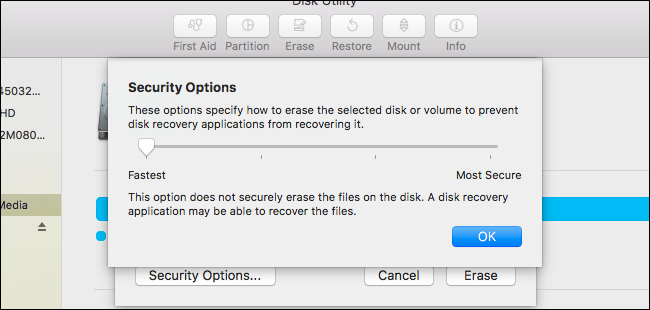 Disk Utility
First Aid
Partition
Erase
Restore
Mount
Info
45032...
HD
2M080...
Media
Security Options
These options specify how to erase the selected disk or volume to prevent
disk recovery applications from recovering it.
Fastest
Most Secure
This option does not securely erase the files on the disk. A disk recovery
application may be able to recover the files.
OK
Security Options...
Cancel
Erase